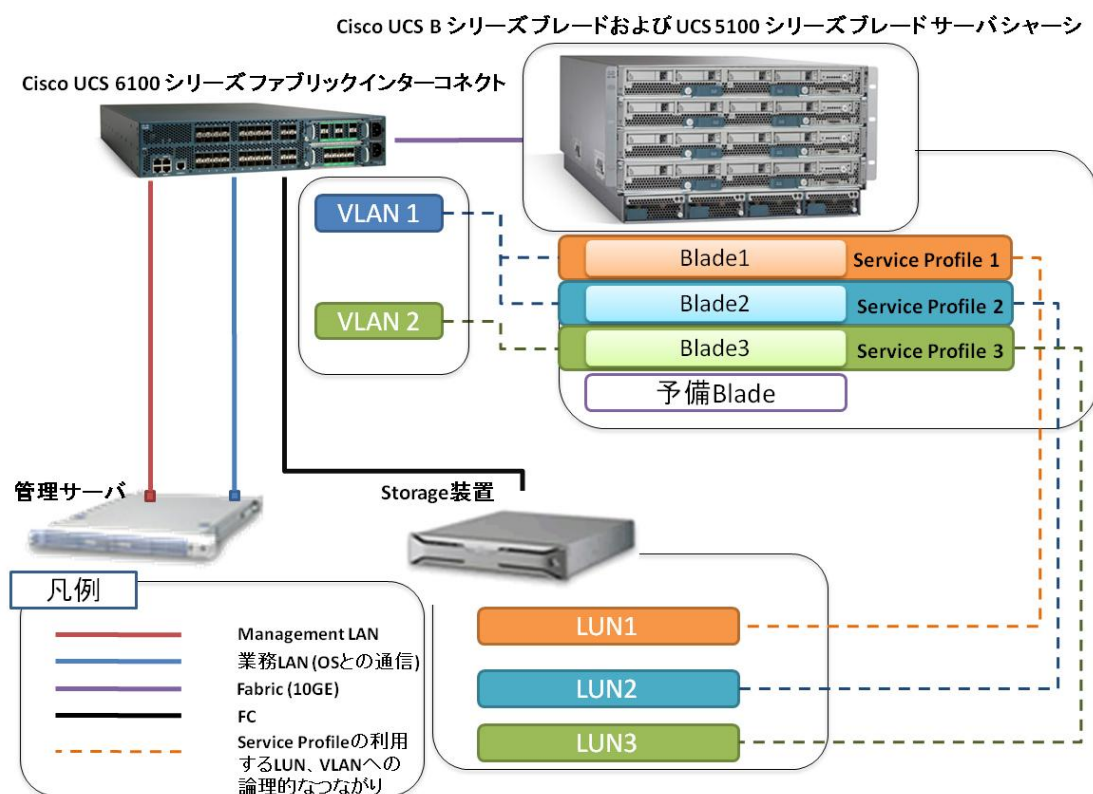 Cisco UCS B シリーズブレードおよび UCS 5100 シリーズブレード サーバ シャーシ
Cisco UCS 6100 シリーズ ファブリックインターコネクト
VLAN 1
VLAN 2
Blade1 Service Profile 1
Blade2 Service Profile 2
Blade3 Service Profile 3
予備Blade
管理サーバ
Storage装置
LUN1
LUN2
LUN3
凡例
Management LAN
業務LAN (OSとの通信)
Fabric (10GE)
FC
Service Profileの利用
するLUN、VLANへの
論理的なつながり